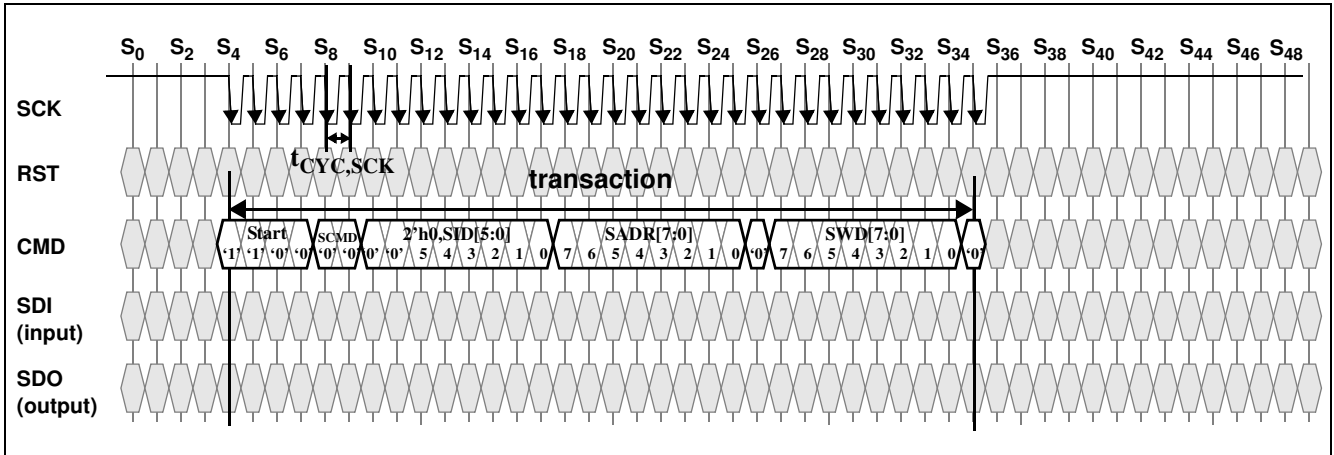 S0 S2 S4 S6 S8 S10 S12 S14 S16 S18 S20 S22 S24 S26 S28 S30 S32 S34 S36 S38 S40 S42 S44 S46 S48
SCK
tCYC,SCK
RST
transaction
CMD
Start SCMD 2'h0,SID[5:0] SADR[7:0] SWD[7:0]
‘1’ ‘1’ ‘0’ ‘0’ ‘0’ ‘0’ ‘0’ ‘0’ 5 4 3 2 1 0 7 6 5 4 3 2 1 0 ‘0’ 7 6 5 4 3 2 1 0 ‘0’
SDI
(input)
SDO
(output)